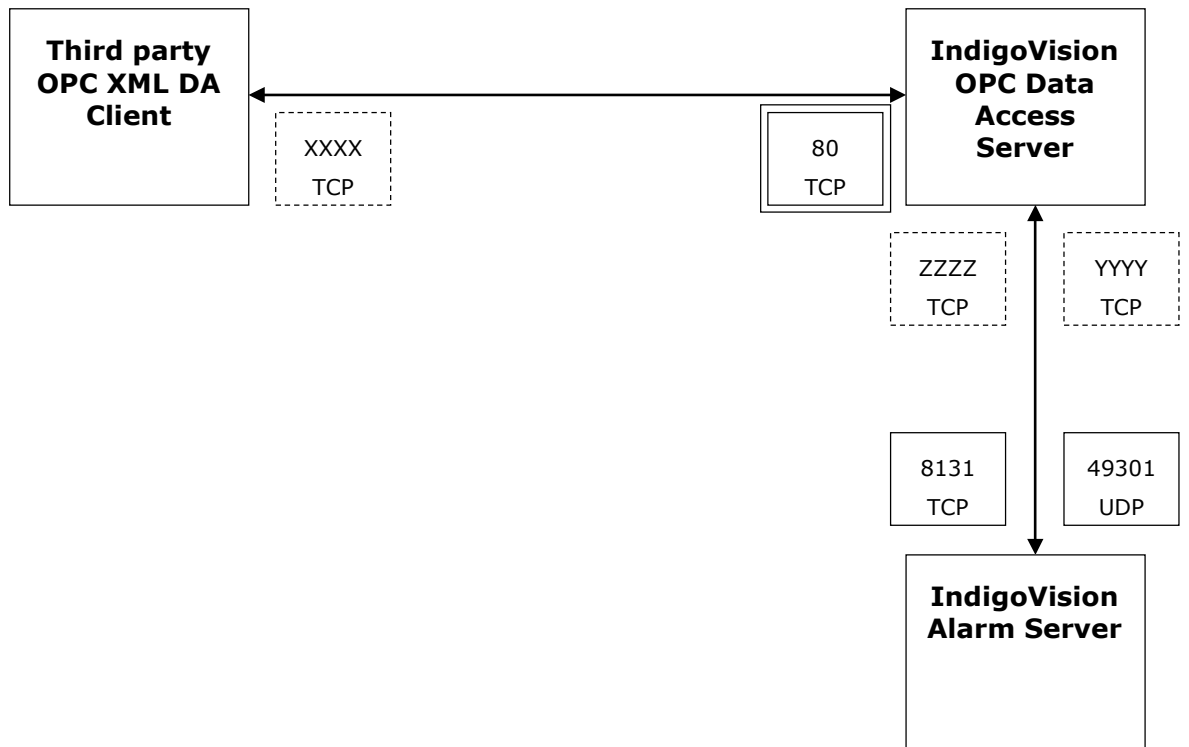 Third party
OPC XML DA
Client
IndigoVision
OPC Data
Access
Server
XXXX
TCP
80
TCP
ZZZZ
TCP
YYYY
TCP
8131
TCP
49301
UDP
IndigoVision
Alarm Server